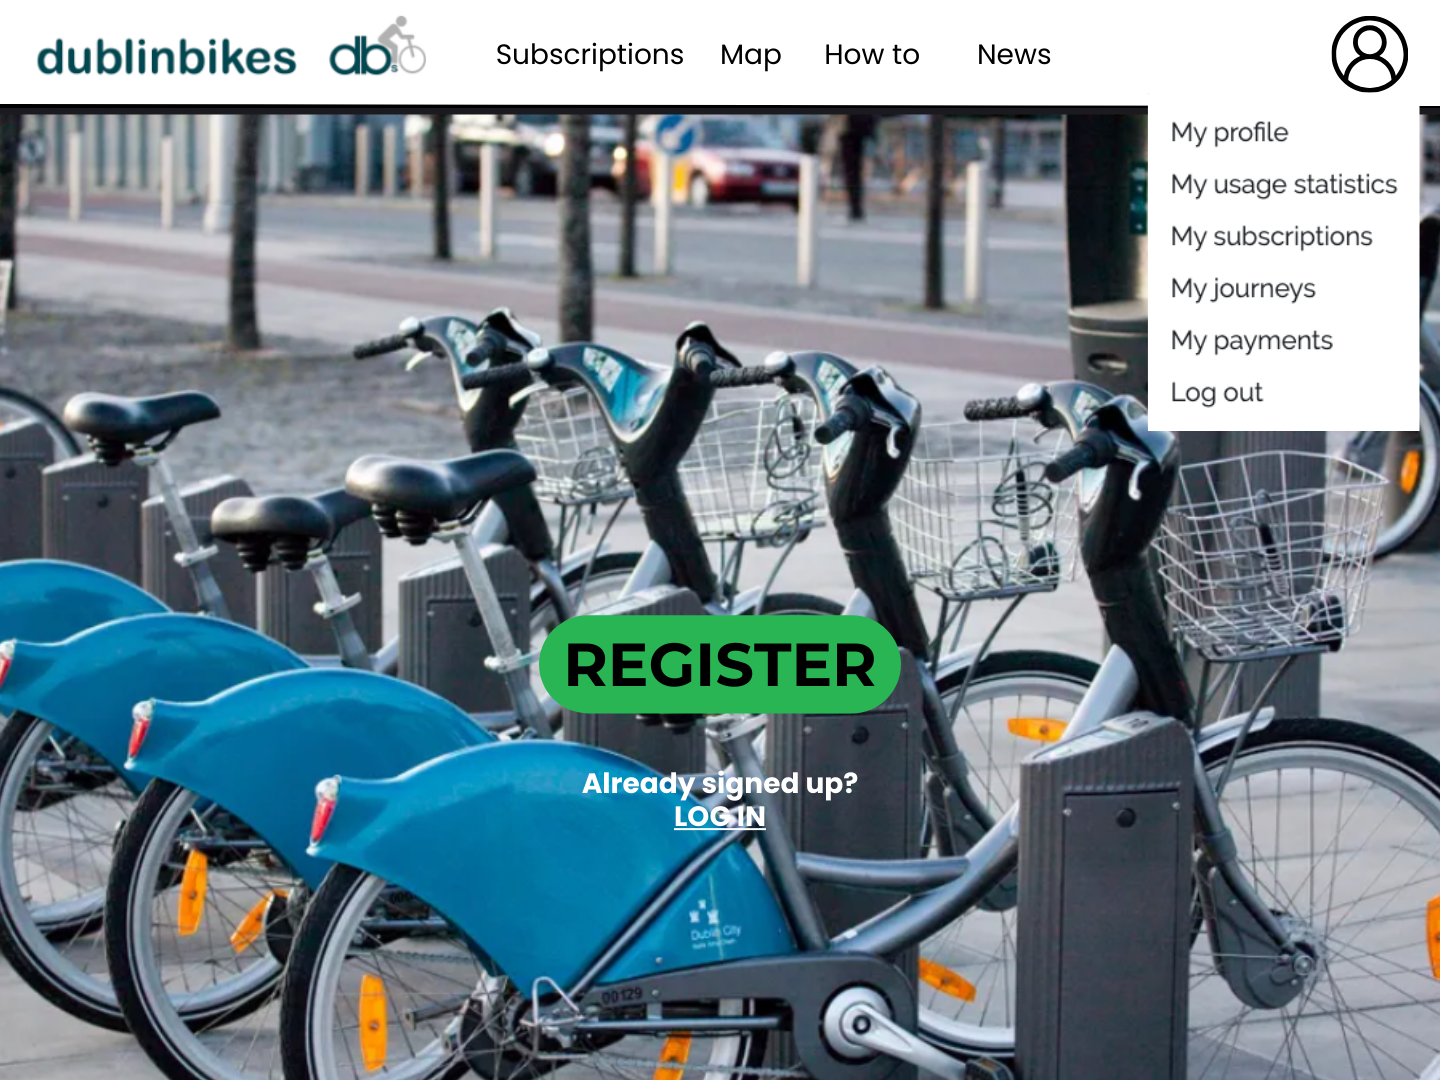 dublinbikes
db
s
Subscriptions
Map
How to
News
My profile
My usage statistics
My subscriptions
My journeys
My payments
Log out
REGISTER
Already signed up?
LOG IN
Dublin City
00129